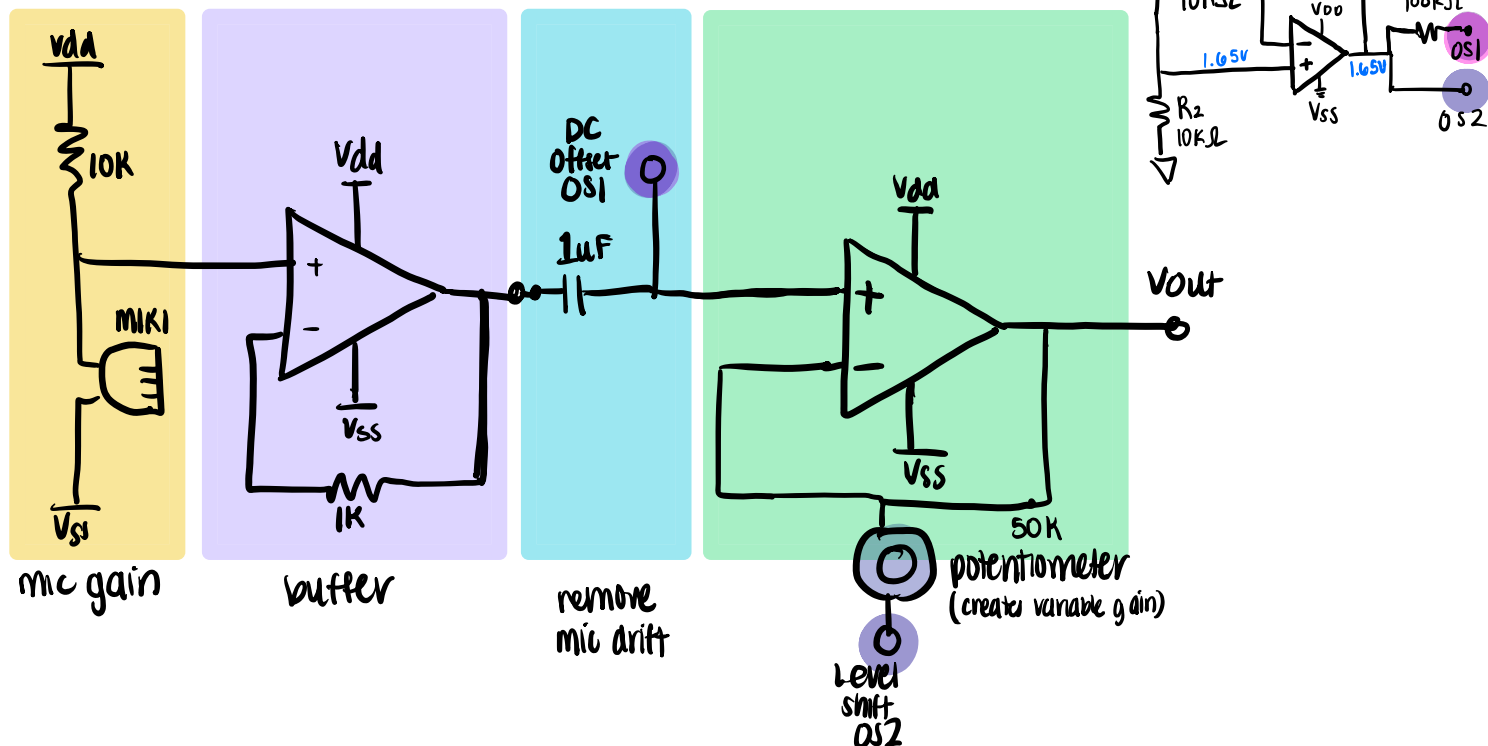 Vdd
10K
MIK1
Vss
mic gain
Vdd
+
-
Vss
1K
buffer
DC
Offset
OS1
1uF
remove
mic drift
Vdd
+
-
Vss
Vout
50K
potentiometer
(creates variable gain)
Level
shift
OS2
VDD
100KΩ
-
+
1.65V
1.65V
OS1
OS2
VSS
R2
10KΩ